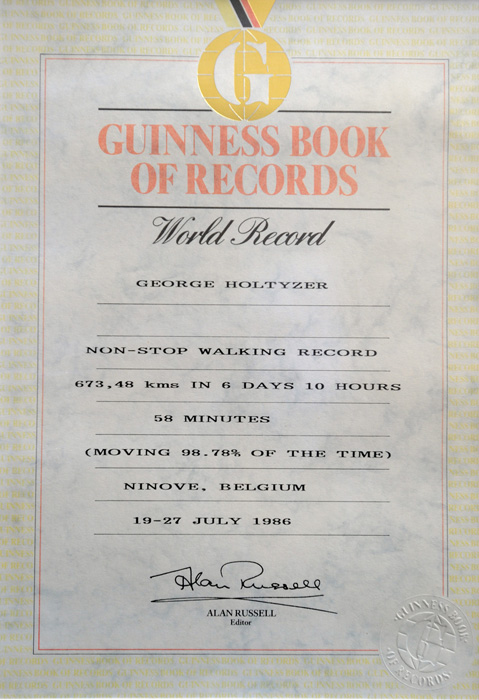 GUINNESS BOOK
OF RECORDS
World Record
GEORGE HOLTYZER
NON-STOP WALKING RECORD
673,48 kms IN 6 DAYS 10 HOURS
58 MINUTES
(MOVING 98.78% OF THE TIME)
NINOVE, BELGIUM
19-27 JULY 1986
Alan Russell
ALAN RUSSELL
Editor
GUINNESS BOOK
OF RECORDS